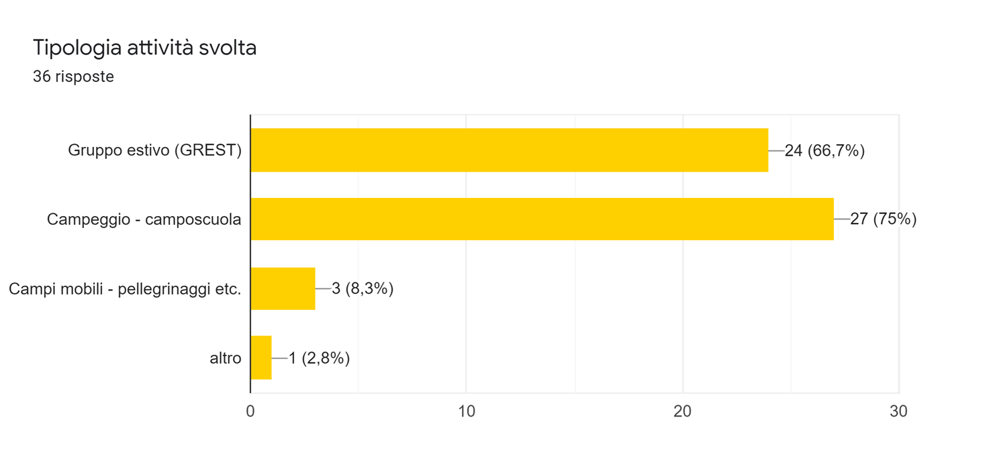 Tipologia attività svolta
36 risposte
Gruppo estivo (GREST)
24 (66,7%)
Campeggio - camposcuola
27 (75%)
Campi mobili - pellegrinaggi etc.
3 (8,3%)
altro
1 (2,8%)
0
10
20
30